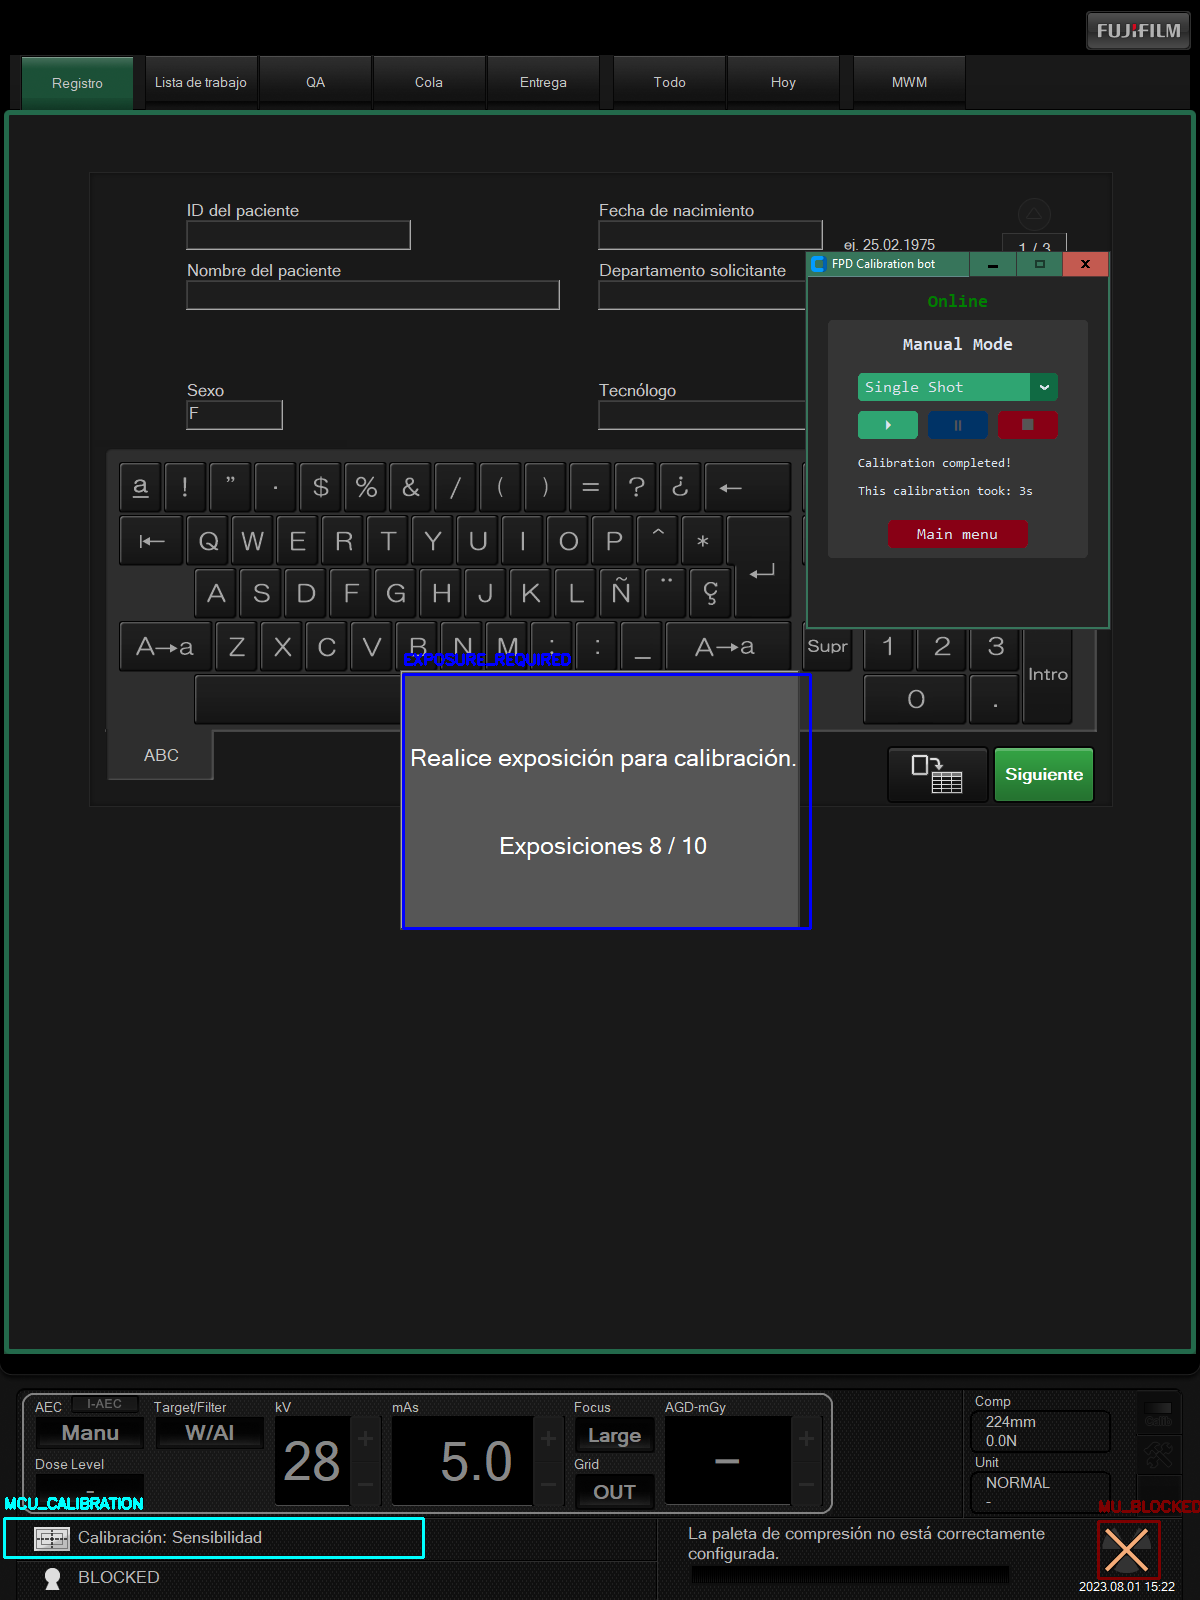 FUJIFILM
Registro
Lista de trabajo
QA
Cola
Entrega
Todo
Hoy
MWM
ID del paciente
Fecha de nacimiento
ej. 25.02.1975
1 / 3
Nombre del paciente
Departamento solicitante
Sexo
F
Tecnólogo
FPD Calibration bot
Online
Manual Mode
Single Shot
Calibration completed!
This calibration took: 3s
Main menu
a ! " · $ % & / ( ) = ? ¿ ←
Q W E R T Y U I O P ^ *
A S D F G H J K L Ñ ¨ ç
A→a Z X C V B N M ; : _ A→a
Supr 1 2 3
Intro
0 .
ABC
Siguiente
EXPOSURE_REQUIRED
Realice exposición para calibración.
Exposiciones 8 / 10
AEC I-AEC
Manu
Dose Level
-
Target/Filter
W/Al
kV
28
+
−
mAs
5.0
+
−
Focus
Large
Grid
OUT
AGD-mGy
—
+
−
Comp
224mm
0.0N
Unit
NORMAL
-
MCU_CALIBRATION
Calibración: Sensibilidad
BLOCKED
La paleta de compresión no está correctamente
configurada.
MU_BLOCKED
2023.08.01 15:22